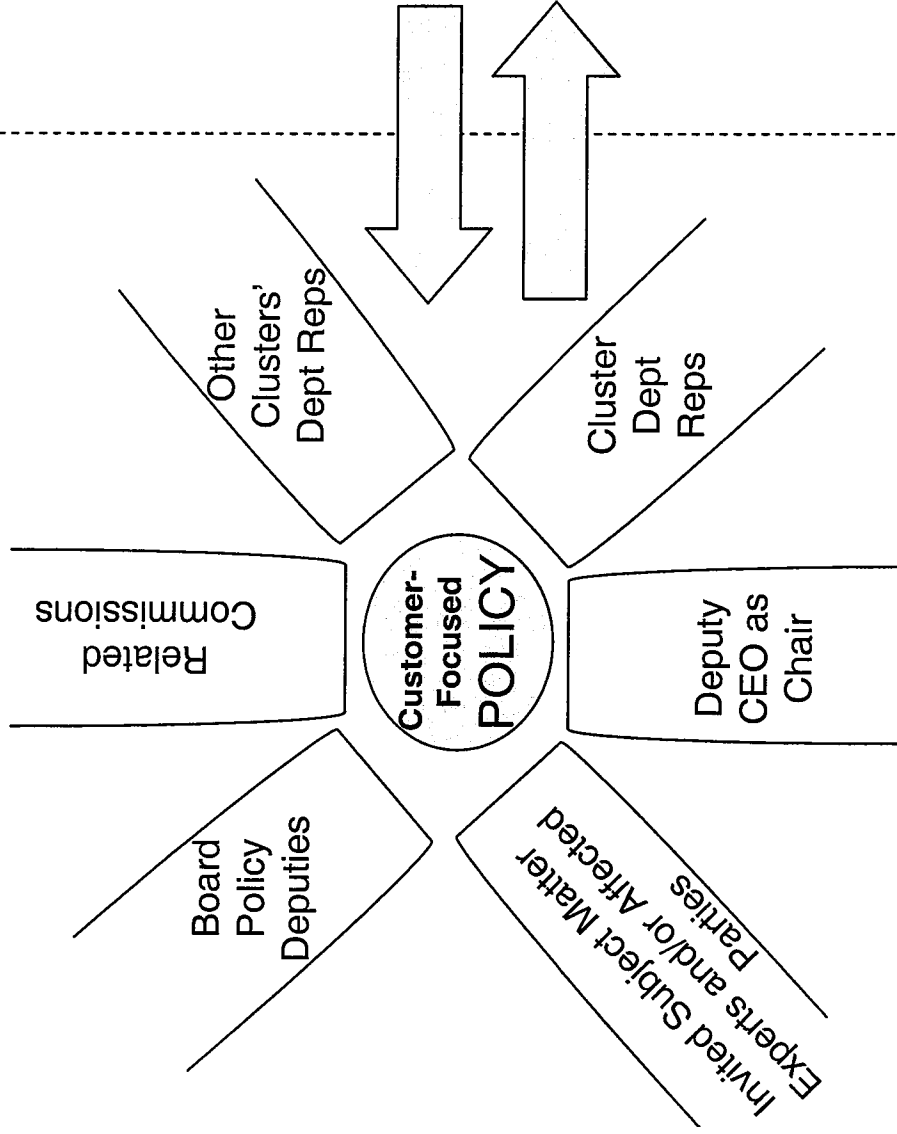 Other
Clusters'
Dept Reps
Cluster
Dept
Reps
Related
Commissions
Customer-
Focused
POLICY
Deputy
CEO as
Chair
Board
Policy
Deputies
Invited Subject Matter
Experts and/or Affected
Parties